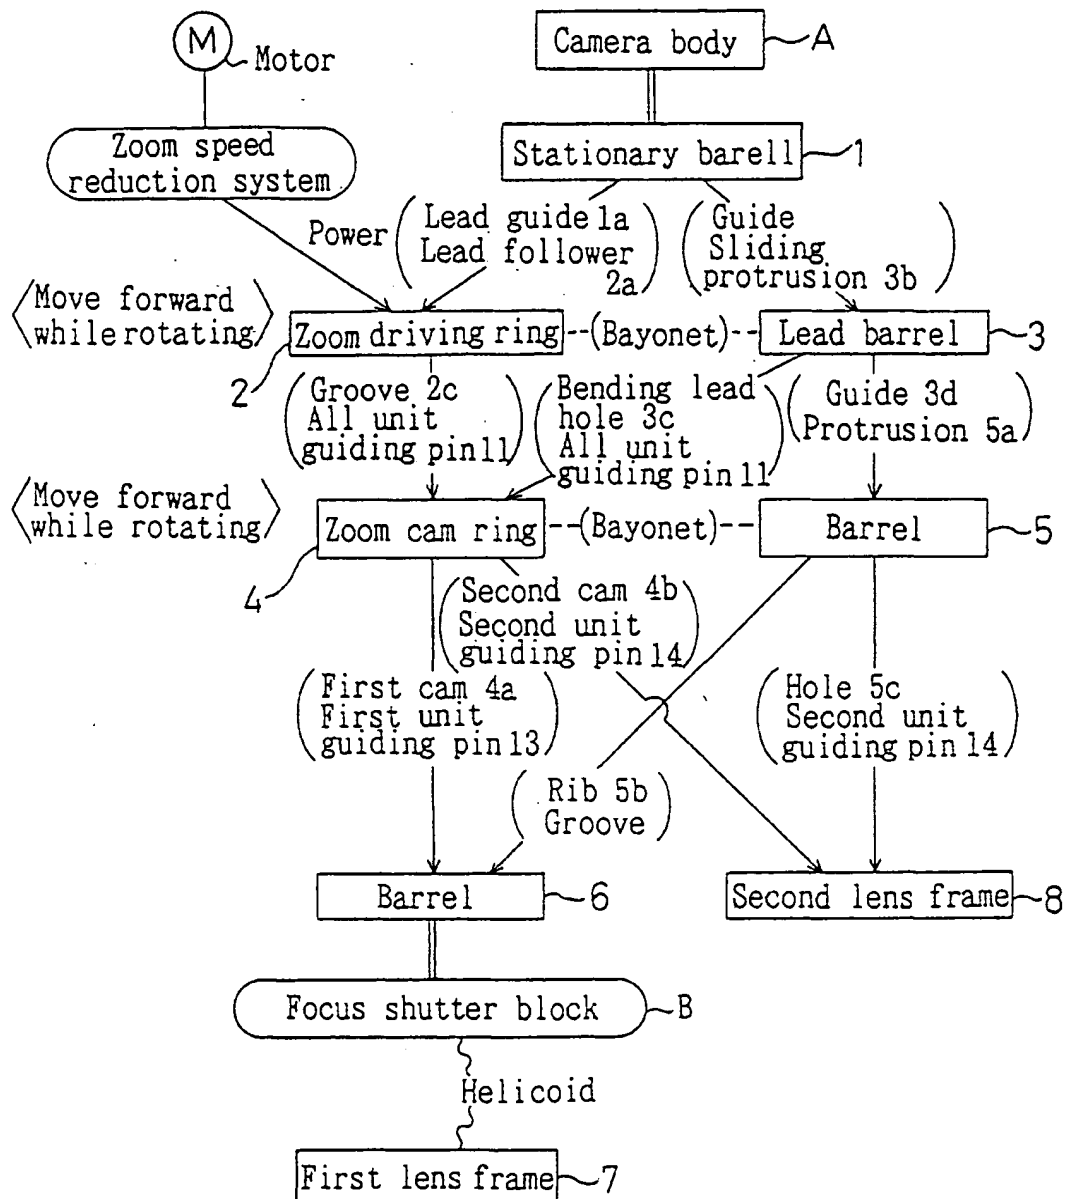 M
Motor
Camera body
A
Zoom speed
reduction system
Stationary barell
1
Power
Lead guide 1a
Lead follower
2a
Guide
Sliding
protrusion 3b
〈Move forward
while rotating〉
Zoom driving ring
2
(Bayonet)
Lead barrel
3
Groove 2c
All unit
guiding pin 11
Bending lead
hole 3c
All unit
guiding pin 11
Guide 3d
Protrusion 5a
〈Move forward
while rotating〉
Zoom cam ring
4
(Bayonet)
Barrel
5
Second cam 4b
Second unit
guiding pin 14
First cam 4a
First unit
guiding pin 13
Hole 5c
Second unit
guiding pin 14
Rib 5b
Groove
Barrel
6
Second lens frame
8
Focus shutter block
B
Helicoid
First lens frame
7